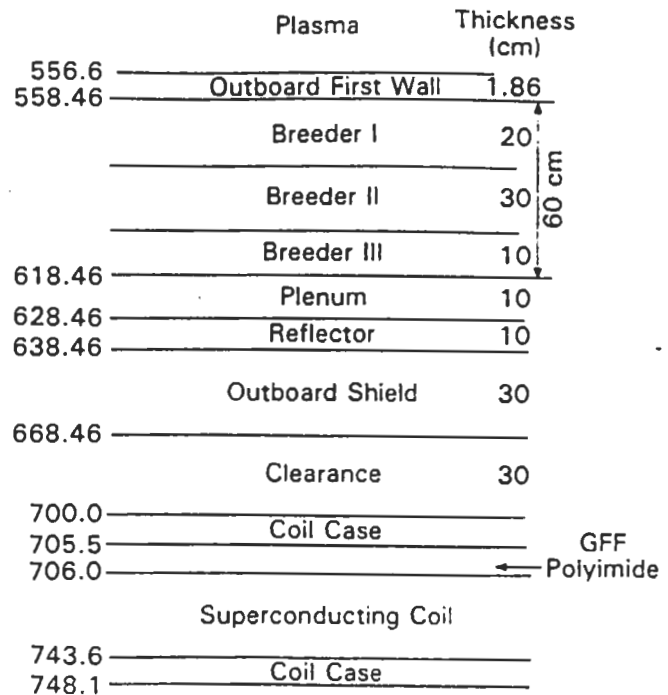 Plasma
Thickness
(cm)
556.6
Outboard First Wall 1.86
558.46
Breeder I 20
Breeder II 30
60 cm
Breeder III 10
618.46
Plenum 10
628.46
Reflector 10
638.46
Outboard Shield 30
668.46
Clearance 30
700.0
Coil Case
705.5
GFF
706.0
Polyimide
Superconducting Coil
743.6
Coil Case
748.1